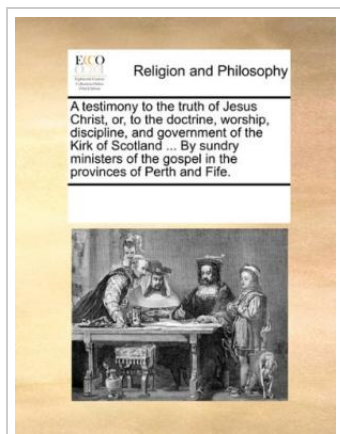 ECCO
Religion and Philosophy
A testimony to the truth of Jesus
Christ, or, to the doctrine, worship,
discipline, and government of the
Kirk of Scotland ... By sundry
ministers of the gospel in the
provinces of Perth and Fife.